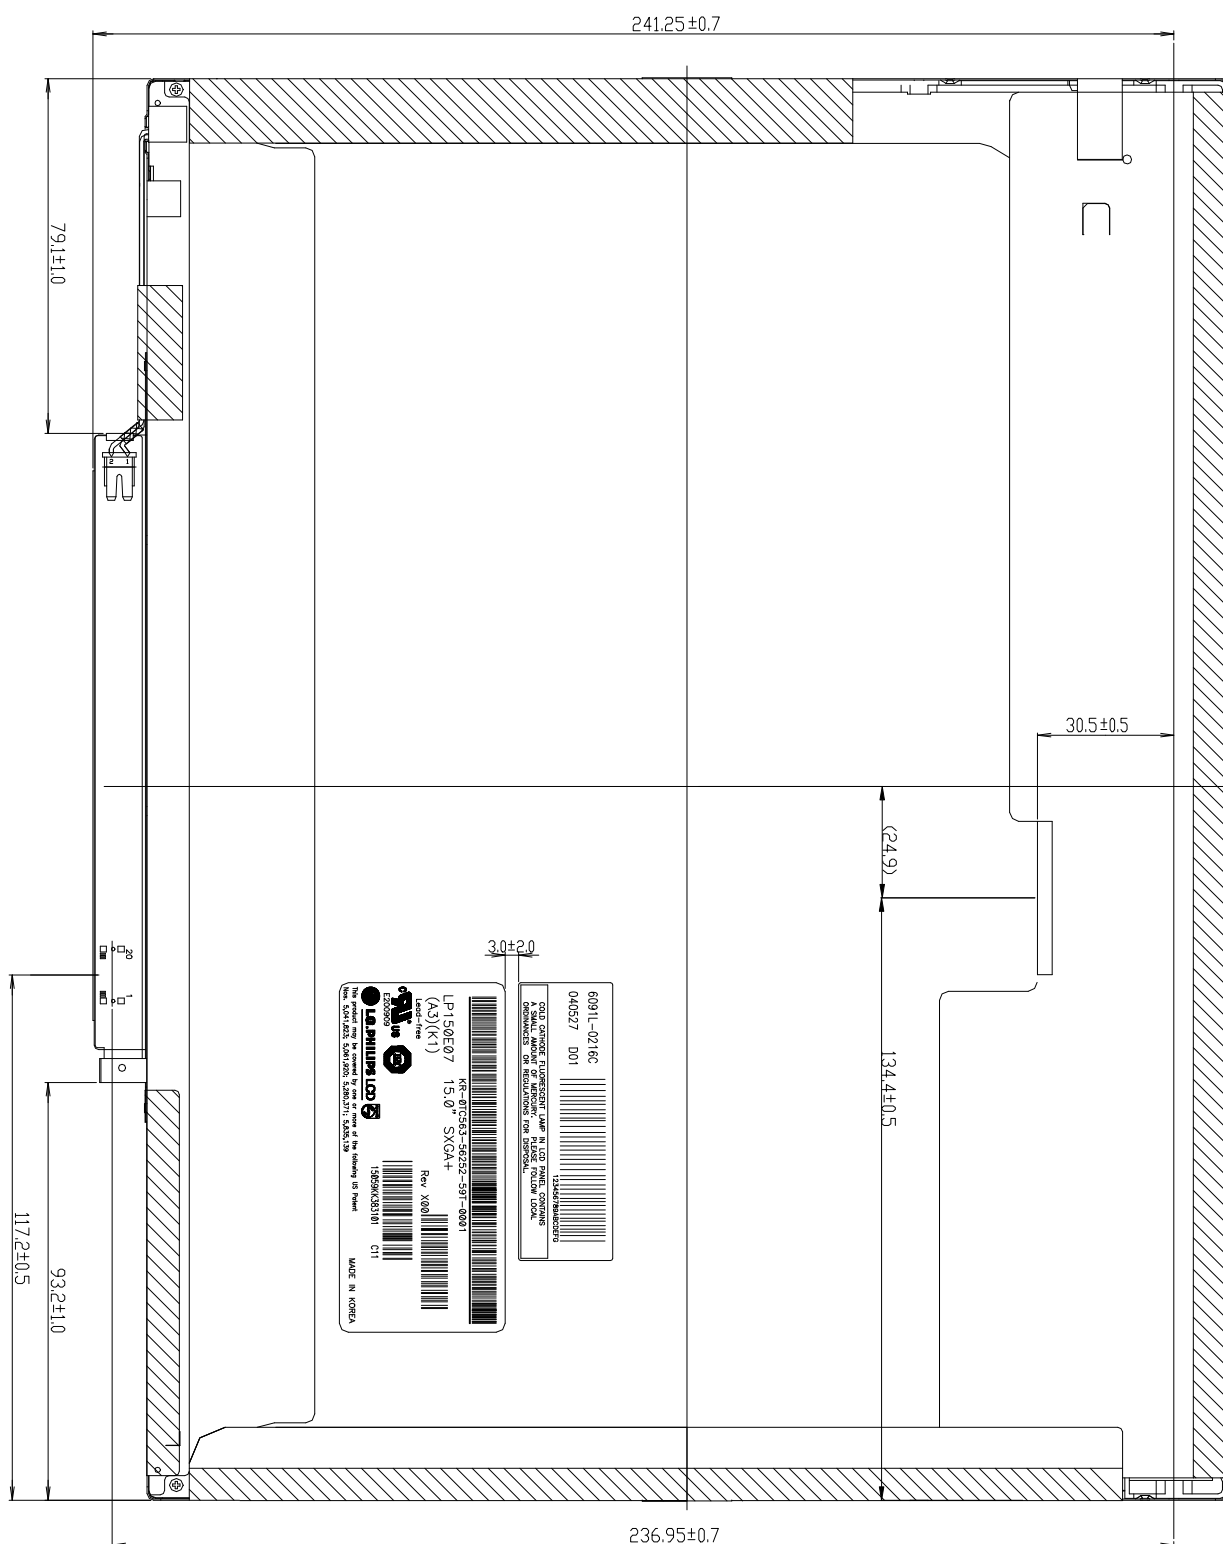 241.25±0.7
79.1±1.0
2 1
30.5±0.5
(24.9)
134.4±0.5
3.0±2.0
20
1
6091L-0216C
040527 D01
123456789ABCDEFG
COLD CATHODE FLUORESCENT LAMP IN LCD PANEL CONTAINS
A SMALL AMOUNT OF MERCURY. PLEASE FOLLOW LOCAL
ORDINANCES OR REGULATIONS FOR DISPOSAL.
KR-0TC563-56252-59T-0001
LP150E07 15.0" SXGA+
(A3)(K1)
Rev X00
Lead-free
C US
E200909
15059KK383101 C11
LG.PHILIPS LCD
MADE IN KOREA
This product may be covered by one or more of the following US Patent
Nos. 5,041,823; 5,061,920; 5,280,371; 5,835,139
117.2±0.5
93.2±1.0
236.95±0.7